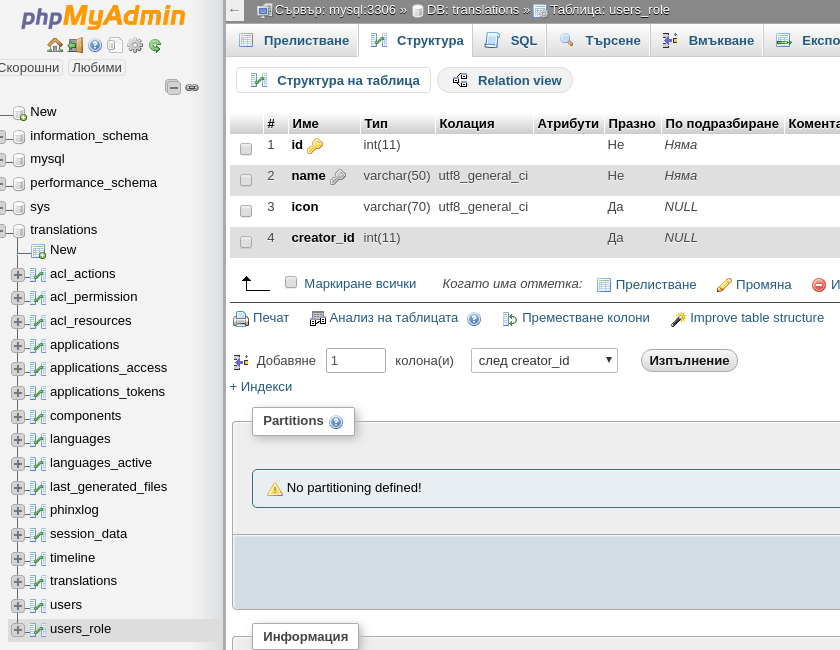 phpMyAdmin
Скорошни Любими
New
information_schema
mysql
performance_schema
sys
translations
New
acl_actions
acl_permission
acl_resources
applications
applications_access
applications_tokens
components
languages
languages_active
last_generated_files
phinxlog
session_data
timeline
translations
users
users_role
← Сървър: mysql:3306 » DB: translations » Таблица: users_role
Прелистване Структура SQL Търсене Вмъкване Експо
Структура на таблица Relation view
# Име Тип Колация Атрибути Празно По подразбиране Комента
1 id int(11) Не Няма
2 name varchar(50) utf8_general_ci Не Няма
3 icon varchar(70) utf8_general_ci Да NULL
4 creator_id int(11) Да NULL
Маркиране всички Когато има отметка: Прелистване Промяна И
Печат Анализ на таблицата Преместване колони Improve table structure
Добавяне 1 колона(и) след creator_id Изпълнение
+ Индекси
Partitions
No partitioning defined!
Информация